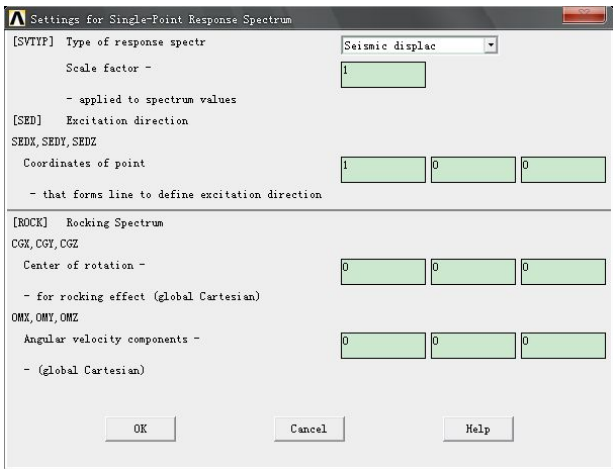 Settings for Single-Point Response Spectrum
[SVTYP] Type of response spectr Seismic displac
Scale factor - 1
- applied to spectrum values
[SED] Excitation direction
SEDX, SEDY, SEDZ
Coordinates of point 1 0 0
- that forms line to define excitation direction
[ROCK] Rocking Spectrum
CGX, CGY, CGZ
Center of rotation - 0 0 0
- for rocking effect (global Cartesian)
OMX, OMY, OMZ
Angular velocity components - 0 0 0
- (global Cartesian)
OK Cancel Help